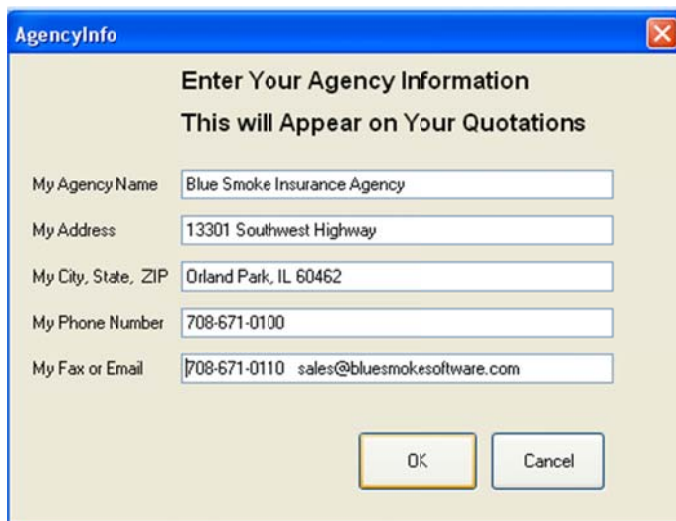 AgencyInfo
Enter Your Agency Information
This will Appear on Your Quotations
My Agency Name Blue Smoke Insurance Agency
My Address 13301 Southwest Highway
My City, State, ZIP Orland Park, IL 60462
My Phone Number 708-671-0100
My Fax or Email 708-671-0110 sales@bluesmokesoftware.com
OK Cancel